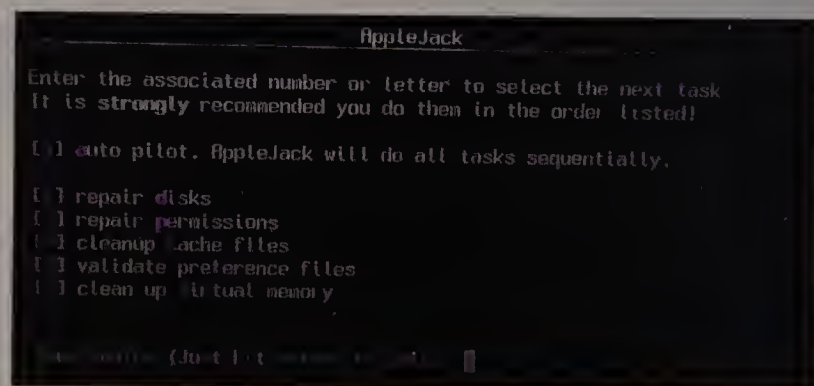 AppleJack
Enter the associated number or letter to select the next task
It is strongly recommended you do them in the order listed!
[ ] auto pilot. AppleJack will do all tasks sequentially.
[ ] repair disks
[ ] repair permissions
[ ] cleanup cache files
[ ] validate preference files
[ ] clean up virtual memory